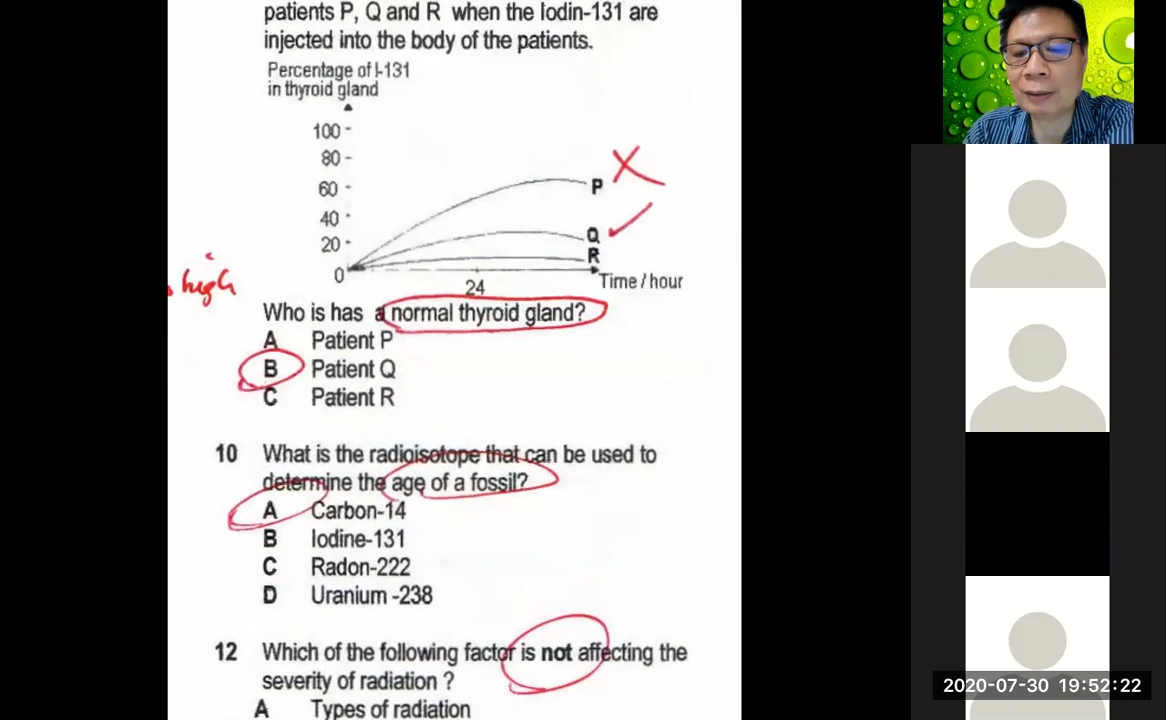 patients P, Q and R when the Iodin-131 are
injected into the body of the patients.
Percentage of I-131
in thyroid gland
100
80
60
40
20
0
P
Q
R
24
Time / hour
high
Who is has a normal thyroid gland?
A Patient P
B Patient Q
C Patient R
10 What is the radioisotope that can be used to
determine the age of a fossil?
A Carbon-14
B Iodine-131
C Radon-222
D Uranium -238
12 Which of the following factor is not affecting the
severity of radiation ?
A Types of radiation
2020-07-30 19:52:22